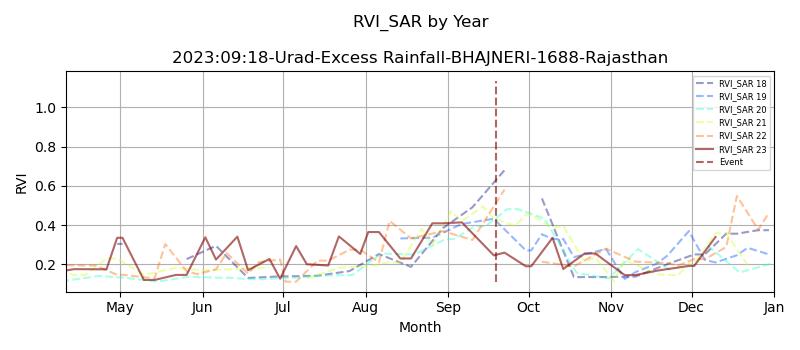 RVI_SAR by Year
2023:09:18-Urad-Excess Rainfall-BHAJNERI-1688-Rajasthan
RVI
1.0
0.8
0.6
0.4
0.2
RVI_SAR 18
RVI_SAR 19
RVI_SAR 20
RVI_SAR 21
RVI_SAR 22
RVI_SAR 23
Event
May Jun Jul Aug Sep Oct Nov Dec Jan
Month